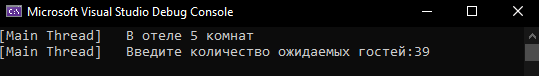 Microsoft Visual Studio Debug Console
[Main Thread]   В отеле 5 комнат
[Main Thread]   Введите количество ожидаемых гостей:39